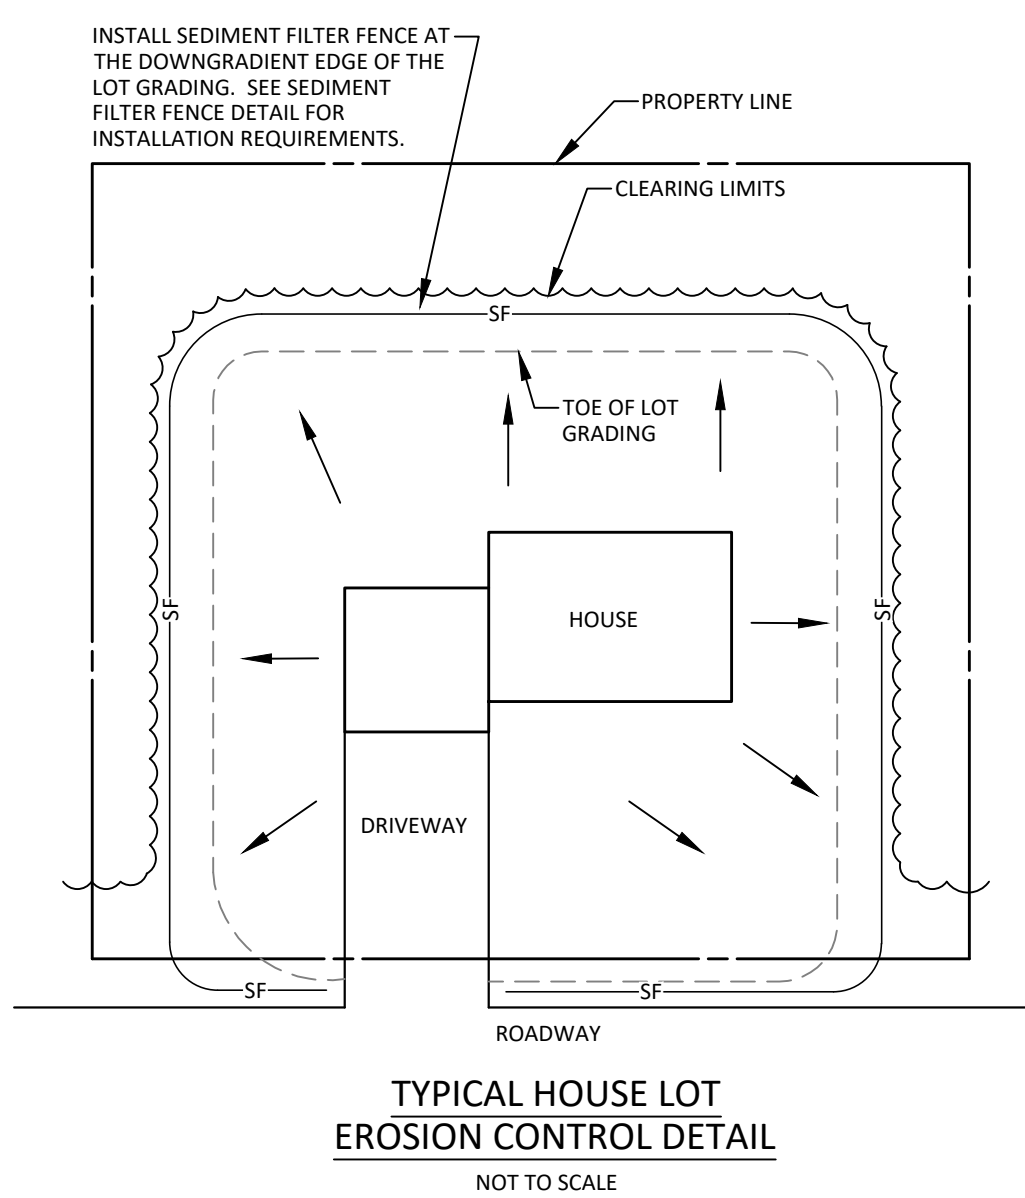 INSTALL SEDIMENT FILTER FENCE AT
THE DOWNGRADIENT EDGE OF THE
LOT GRADING.  SEE SEDIMENT
FILTER FENCE DETAIL FOR
INSTALLATION REQUIREMENTS.
PROPERTY LINE
CLEARING LIMITS
SF
TOE OF LOT
GRADING
SF
HOUSE
SF
DRIVEWAY
SF
SF
ROADWAY
TYPICAL HOUSE LOT
EROSION CONTROL DETAIL
NOT TO SCALE